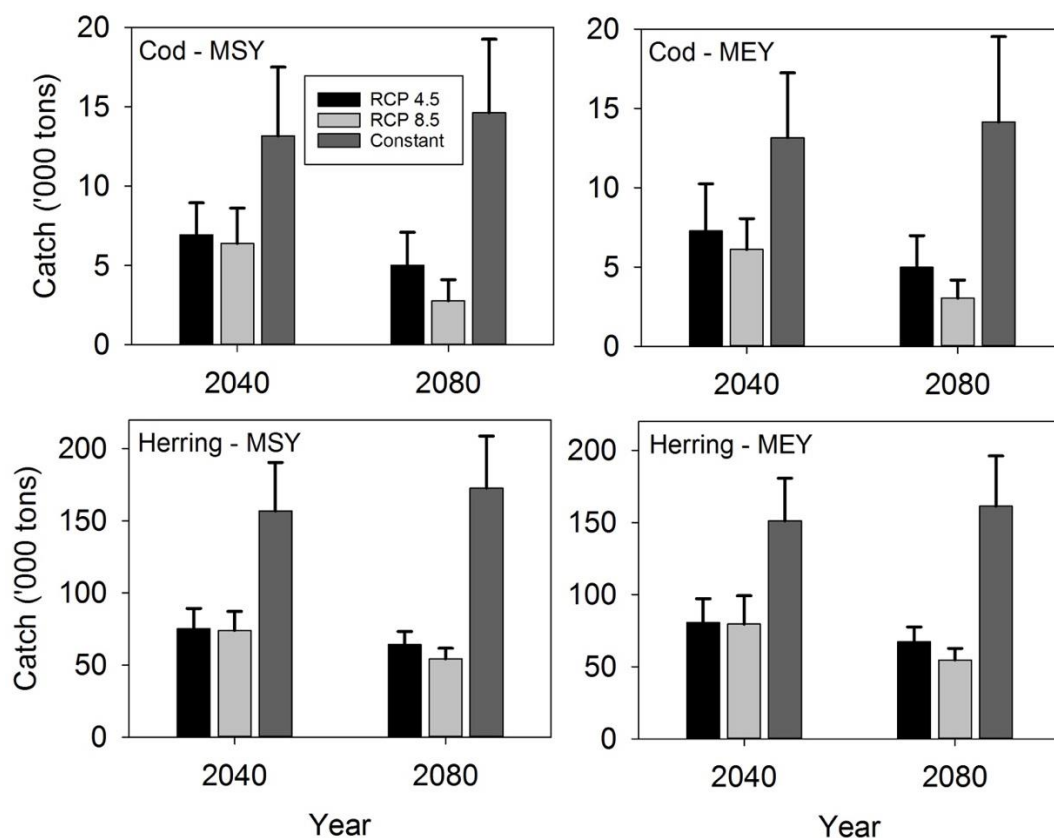 Cod - MSY
RCP 4.5
RCP 8.5
Constant
Catch ('000 tons)
20
15
10
5
0
2040
2080
Cod - MEY
20
15
10
5
0
2040
2080
Herring - MSY
Catch ('000 tons)
200
150
100
50
0
2040
2080
Year
Herring - MEY
200
150
100
50
0
2040
2080
Year